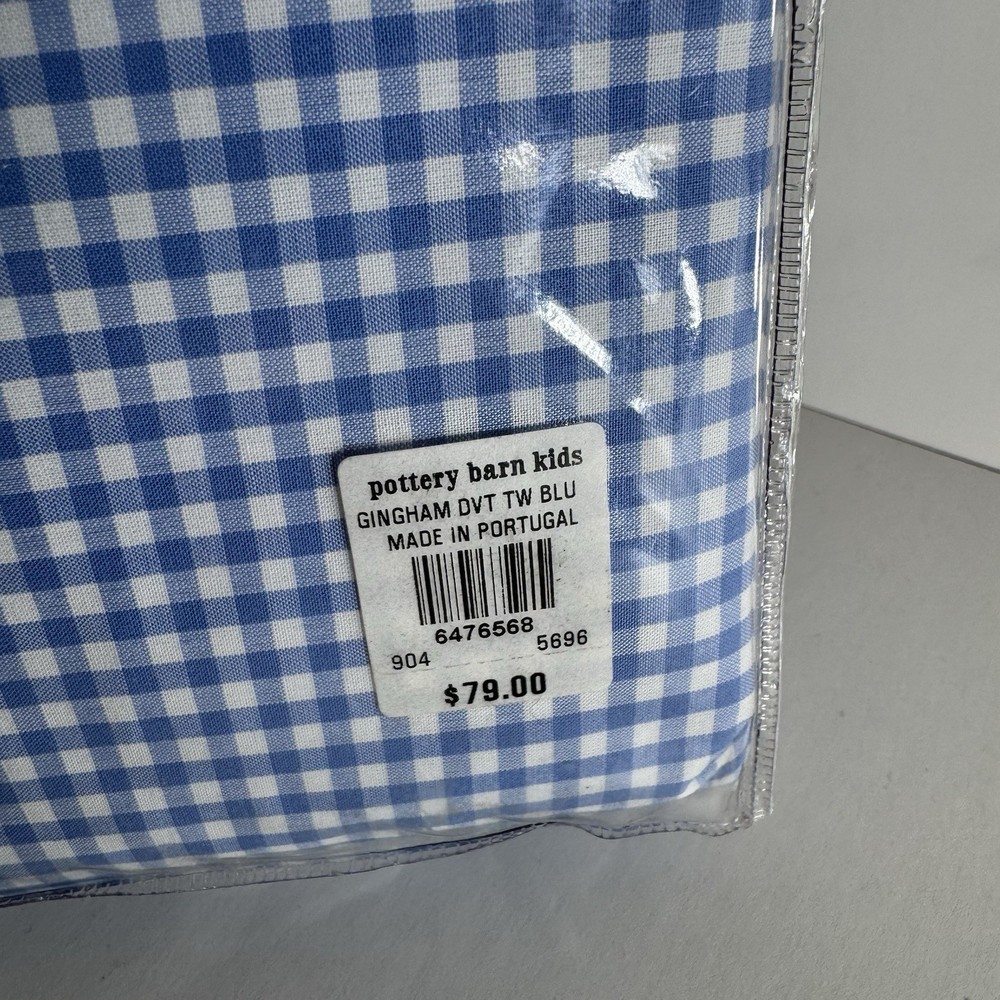 pottery barn kids
GINGHAM DVT TW BLU
MADE IN PORTUGAL
6476568
904 5696
$79.00